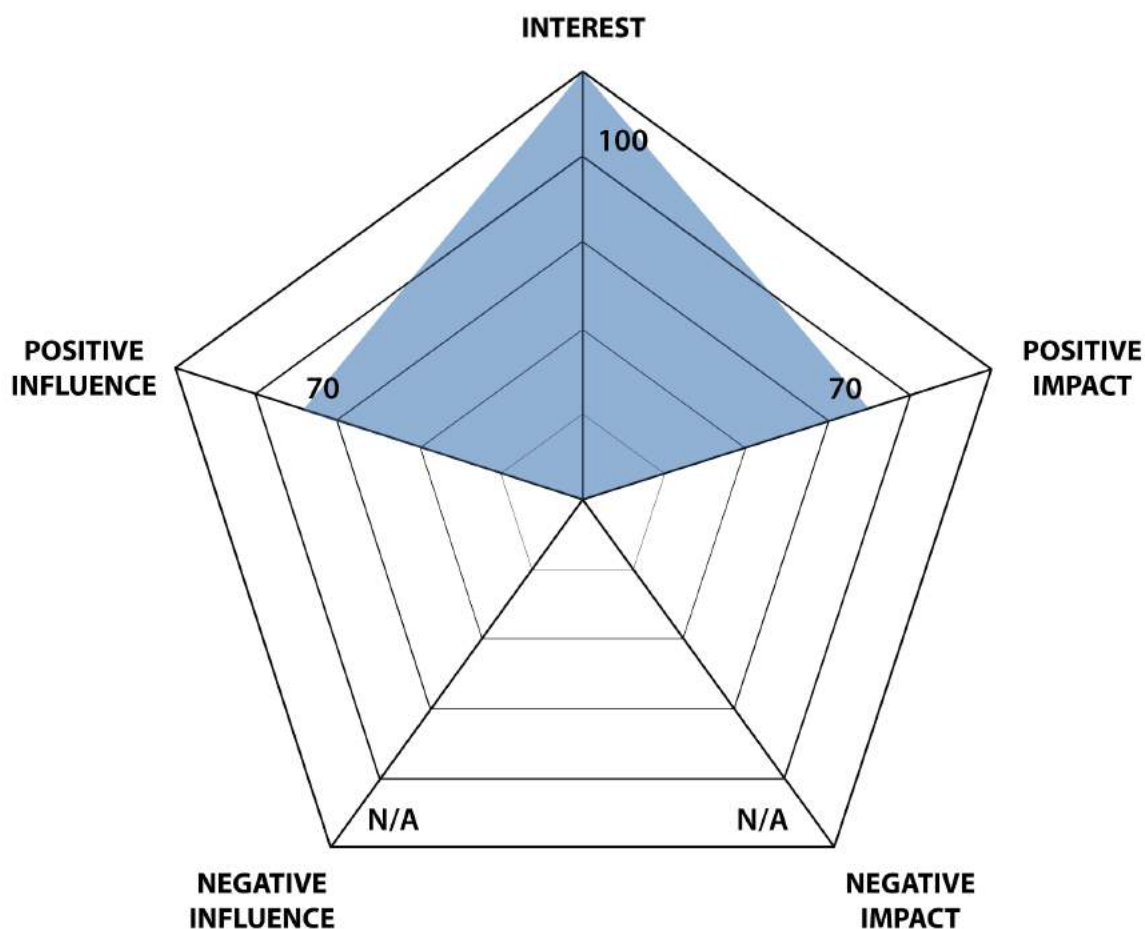 INTEREST
100
POSITIVE
INFLUENCE
70
70
POSITIVE
IMPACT
N/A
N/A
NEGATIVE
INFLUENCE
NEGATIVE
IMPACT